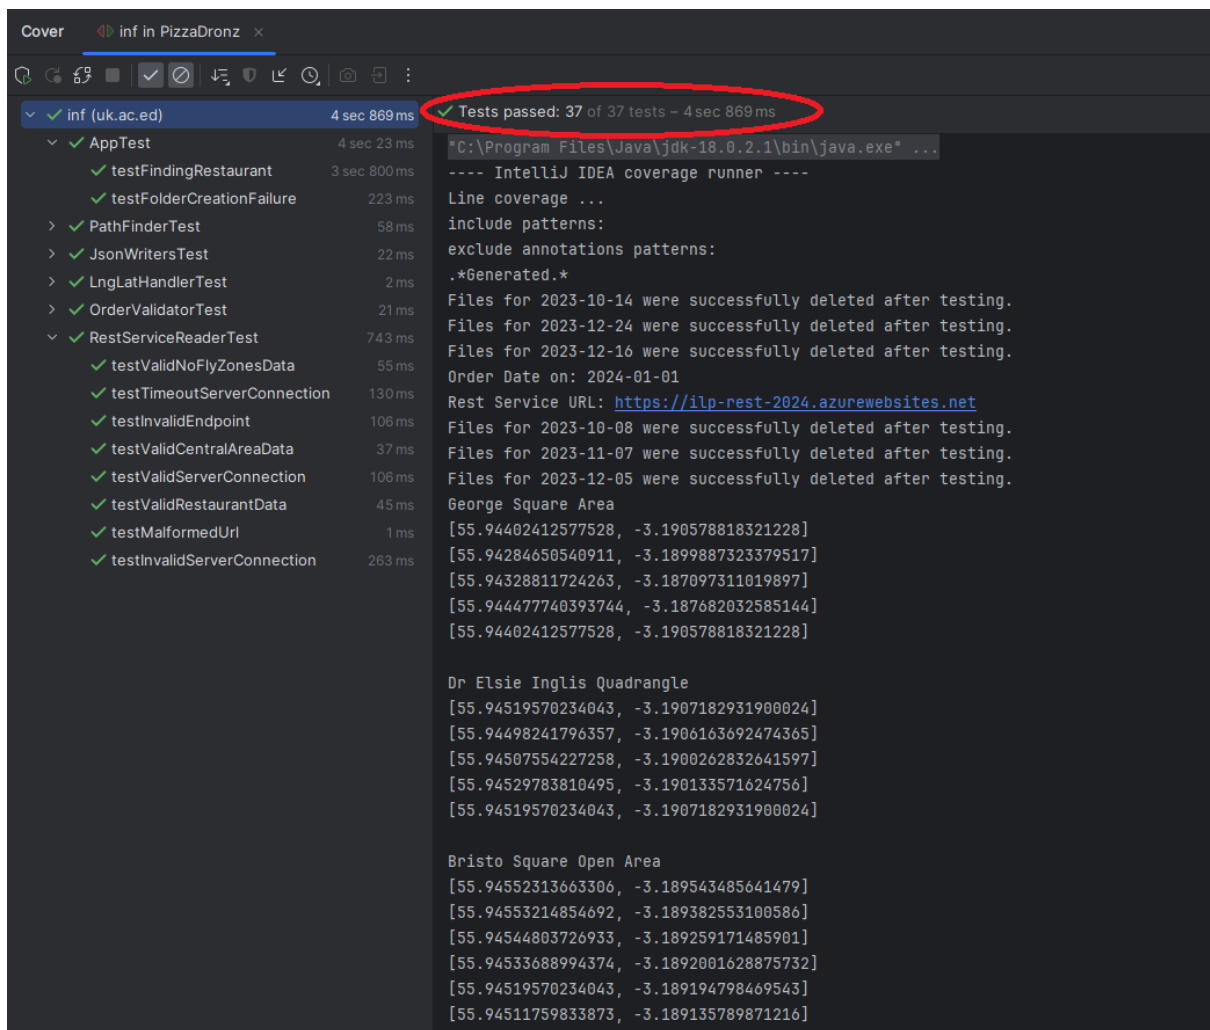 Cover inf in PizzaDronz
inf (uk.ac.ed) 4 sec 869 ms
AppTest 4 sec 23 ms
testFindingRestaurant 3 sec 800 ms
testFolderCreationFailure 223 ms
PathFinderTest 58 ms
JsonWritersTest 22 ms
LngLatHandlerTest 2 ms
OrderValidatorTest 21 ms
RestServiceReaderTest 743 ms
testValidNoFlyZonesData 55 ms
testTimeoutServerConnection 130 ms
testInvalidEndpoint 106 ms
testValidCentralAreaData 37 ms
testValidServerConnection 106 ms
testValidRestaurantData 45 ms
testMalformedUrl 1 ms
testInvalidServerConnection 263 ms
Tests passed: 37 of 37 tests – 4 sec 869 ms
"C:\Program Files\Java\jdk-18.0.2.1\bin\java.exe" ...
---- IntelliJ IDEA coverage runner ----
Line coverage ...
include patterns:
exclude annotations patterns:
.*Generated.*
Files for 2023-10-14 were successfully deleted after testing.
Files for 2023-12-24 were successfully deleted after testing.
Files for 2023-12-16 were successfully deleted after testing.
Order Date on: 2024-01-01
Rest Service URL: https://ilp-rest-2024.azurewebsites.net
Files for 2023-10-08 were successfully deleted after testing.
Files for 2023-11-07 were successfully deleted after testing.
Files for 2023-12-05 were successfully deleted after testing.
George Square Area
[55.94402412577528, -3.190578818321228]
[55.94284650540911, -3.1899887323379517]
[55.94328811724263, -3.187097311019897]
[55.944477740393744, -3.187682032585144]
[55.94402412577528, -3.190578818321228]
Dr Elsie Inglis Quadrangle
[55.94519570234043, -3.1907182931900024]
[55.94498241796357, -3.1906163692474365]
[55.94507554227258, -3.1900262832641597]
[55.94529783810495, -3.190133571624756]
[55.94519570234043, -3.1907182931900024]
Bristo Square Open Area
[55.94552313663306, -3.189543485641479]
[55.94553214854692, -3.189382553100586]
[55.94544803726933, -3.189259171485901]
[55.94533688994374, -3.1892001628875732]
[55.94519570234043, -3.189194798469543]
[55.94511759833873, -3.189135789871216]